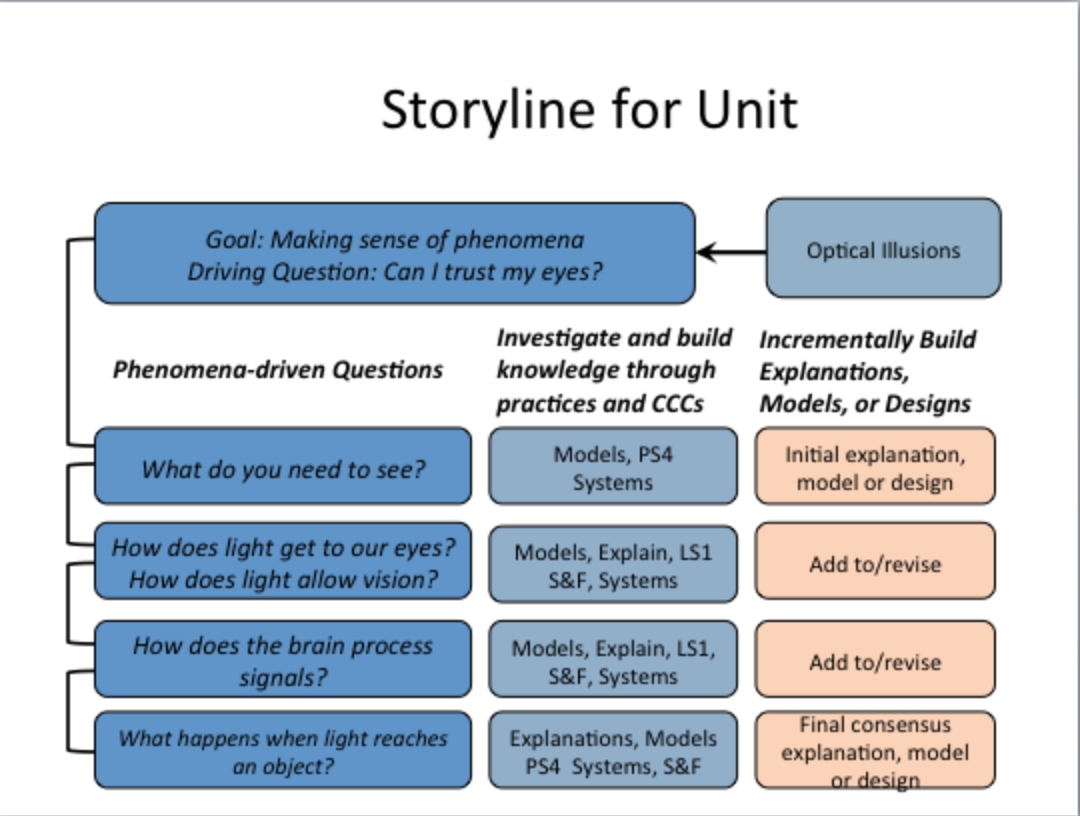 Storyline for Unit
Goal: Making sense of phenomena
Driving Question: Can I trust my eyes?
Optical Illusions
Phenomena-driven Questions
Investigate and build
knowledge through
practices and CCCs
Incrementally Build
Explanations,
Models, or Designs
What do you need to see?
Models, PS4
Systems
Initial explanation,
model or design
How does light get to our eyes?
How does light allow vision?
Models, Explain, LS1
S&F, Systems
Add to/revise
How does the brain process
signals?
Models, Explain, LS1,
S&F, Systems
Add to/revise
What happens when light reaches
an object?
Explanations, Models
PS4 Systems, S&F
Final consensus
explanation, model
or design